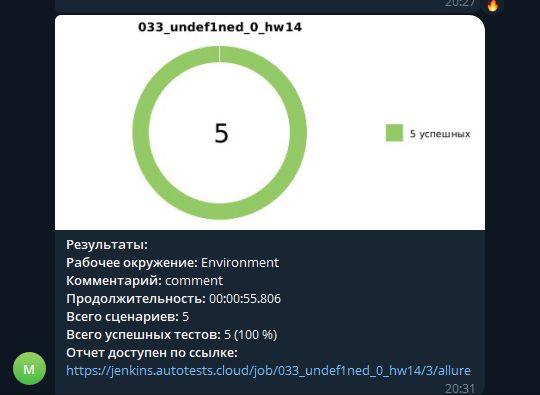 20:27
033_undef1ned_0_hw14
5
5 успешных
Результаты:
Рабочее окружение: Environment
Комментарий: comment
Продолжительность: 00:00:55.806
Всего сценариев: 5
Всего успешных тестов: 5 (100 %)
Отчет доступен по ссылке:
М
https://jenkins.autotests.cloud/job/033_undef1ned_0_hw14/3/allure
20:31